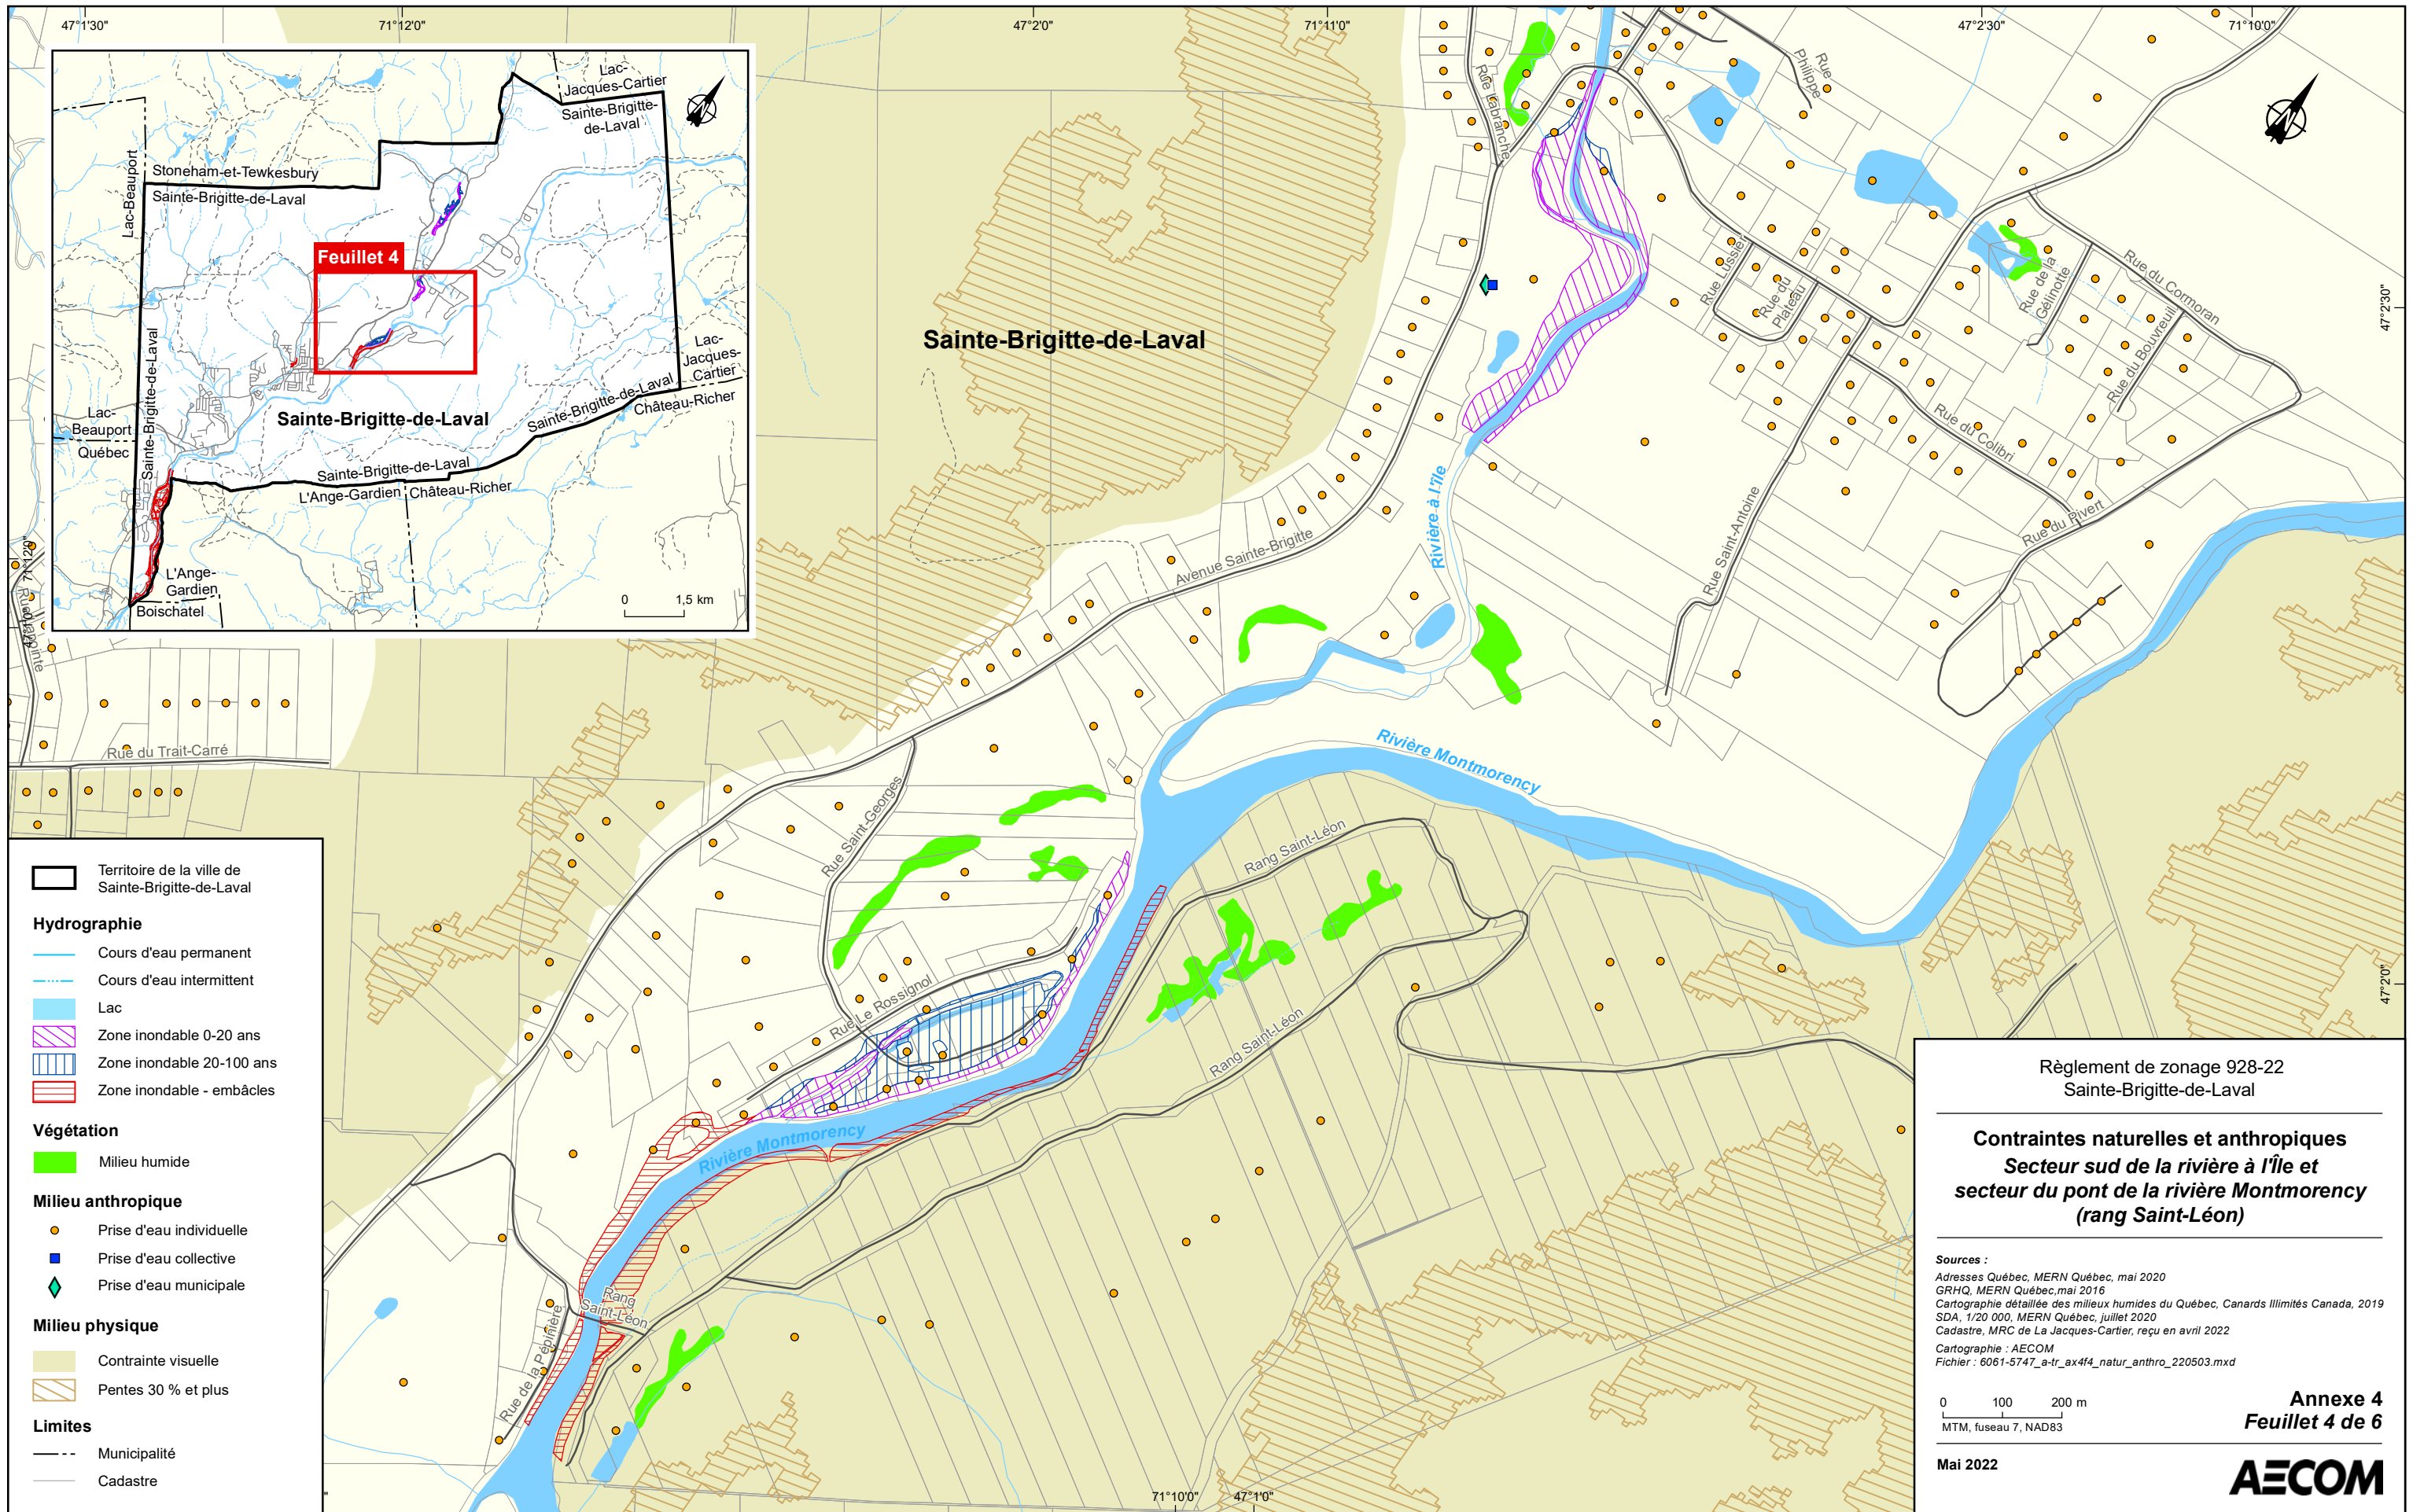 47°1'30"
71°12'0"
47°2'0"
71°11'0"
47°2'30"
71°10'0"
Lac-
Jacques-Cartier
Sainte-Brigitte-
de-Laval
Lac-Beauport
Stoneham-et-Tewkesbury
Sainte-Brigitte-de-Laval
Feuillet 4
Sainte-Brigitte-de-Laval
Lac-
Jacques-
Cartier
Lac-
Beauport
Québec
Sainte-Brigitte-de-Laval
Sainte-Brigitte-de-Laval
Château-Richer
Sainte-Brigitte-de-Laval
L'Ange-Gardien
Château-Richer
L'Ange-
Gardien
Boischatel
0 1,5 km
Rue Labranche
Rue
Philippe
Sainte-Brigitte-de-Laval
Rue Lussier
Rue du
Plateau
Rue de la
Gélinotte
Rue du Cormoran
Rue du Bouvreuil
47°2'30"
Rue du Colibri
Rivière à l'île
Rue Saint-Antoine
Rue du Pivert
Avenue Sainte-Brigitte
71°12'0"
Rue du Trait-Carré
Rivière Montmorency
Rue Saint-Georges
Rang Saint-Léon
Rue Le Rossignol
Rang Saint-Léon
47°2'0"
Rivière Montmorency
Rang
Saint-Léon
Rue de la Pépinière
71°10'0"
47°1'0"
Territoire de la ville de
Sainte-Brigitte-de-Laval
Hydrographie
Cours d'eau permanent
Cours d'eau intermittent
Lac
Zone inondable 0-20 ans
Zone inondable 20-100 ans
Zone inondable - embâcles
Végétation
Milieu humide
Milieu anthropique
Prise d'eau individuelle
Prise d'eau collective
Prise d'eau municipale
Milieu physique
Contrainte visuelle
Pentes 30 % et plus
Limites
Municipalité
Cadastre
Règlement de zonage 928-22
Sainte-Brigitte-de-Laval
Contraintes naturelles et anthropiques
Secteur sud de la rivière à l'Île et
secteur du pont de la rivière Montmorency
(rang Saint-Léon)
Sources :
Adresses Québec, MERN Québec, mai 2020
GRHQ, MERN Québec,mai 2016
Cartographie détaillée des milieux humides du Québec, Canards Illimités Canada, 2019
SDA, 1/20 000, MERN Québec, juillet 2020
Cadastre, MRC de La Jacques-Cartier, reçu en avril 2022
Cartographie : AECOM
Fichier : 6061-5747_a-tr_ax4f4_natur_anthro_220503.mxd
0 100 200 m
MTM, fuseau 7, NAD83
Annexe 4
Feuillet 4 de 6
Mai 2022
AECOM